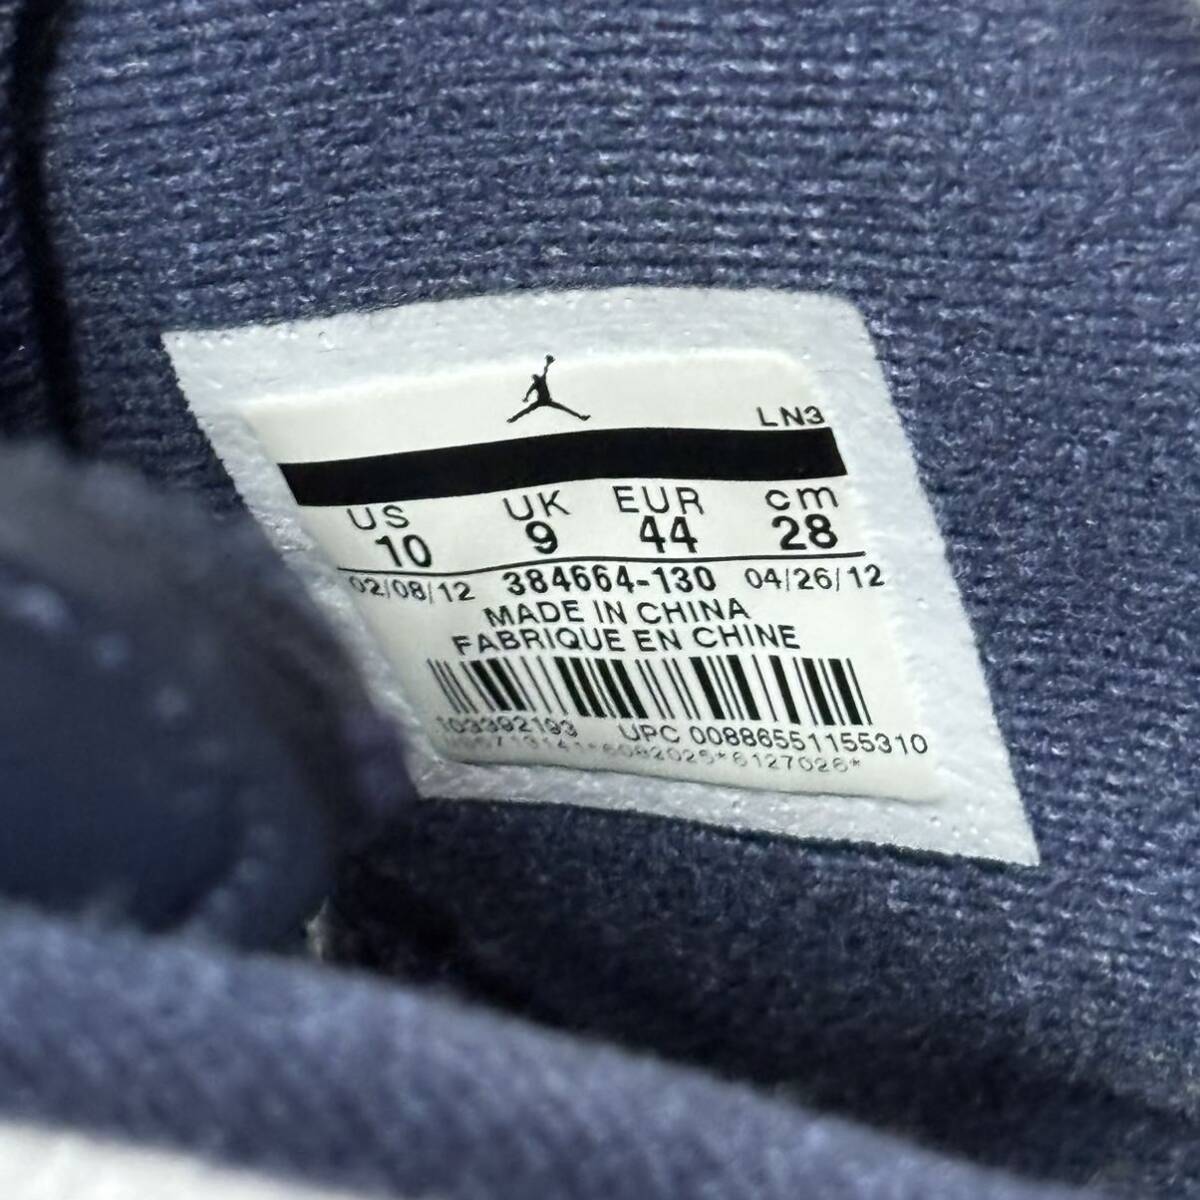 LN3
US UK EUR cm
10 9 44 28
02/08/12 384664-130 04/26/12
MADE IN CHINA
FABRIQUE EN CHINE
103392193 UPC 00886551155310